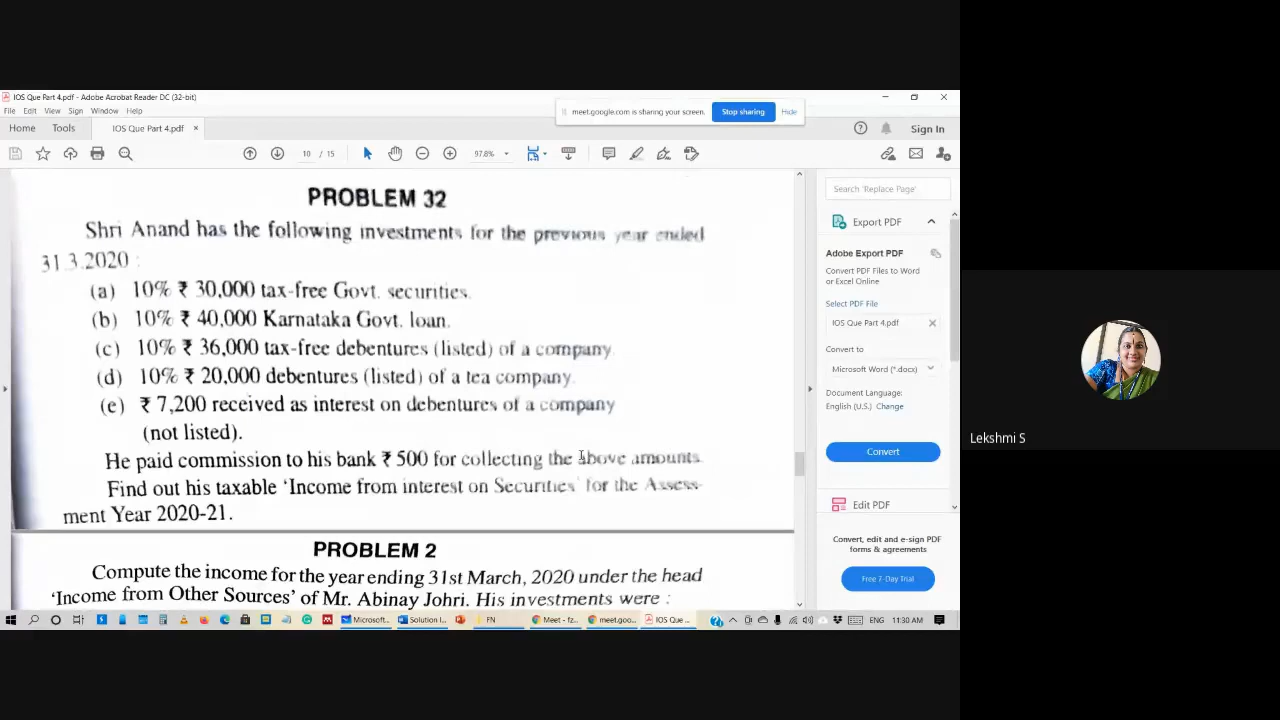 IOS Que Part 4.pdf - Adobe Acrobat Reader DC (32-bit)
File Edit View Sign Window Help
meet.google.com is sharing your screen. Stop sharing Hide
Home Tools IOS Que Part 4.pdf × Sign In
10 / 15 97.8%
PROBLEM 32
Shri Anand has the following investments for the previous year ended
31.3.2020 :
(a) 10% ₹ 30,000 tax-free Govt. securities.
(b) 10% ₹ 40,000 Karnataka Govt. loan.
(c) 10% ₹ 36,000 tax-free debentures (listed) of a company.
(d) 10% ₹ 20,000 debentures (listed) of a tea company.
(e) ₹ 7,200 received as interest on debentures of a company
(not listed).
He paid commission to his bank ₹ 500 for collecting the above amounts.
Find out his taxable 'Income from interest on Securities' for the Assess-
ment Year 2020-21.
PROBLEM 2
Compute the income for the year ending 31st March, 2020 under the head
'Income from Other Sources' of Mr. Abinay Johri. His investments were :
Search 'Replace Page'
Export PDF
Adobe Export PDF
Convert PDF Files to Word
or Excel Online
Select PDF File
IOS Que Part 4.pdf
Convert to
Microsoft Word (*.docx)
Document Language:
English (U.S.) Change
Convert
Edit PDF
Convert, edit and e-sign PDF
forms & agreements
Free 7-Day Trial
Lekshmi S
Microsoft... Solution I... FN Meet - fz... meet.goo... IOS Que ... ENG 11:30 AM